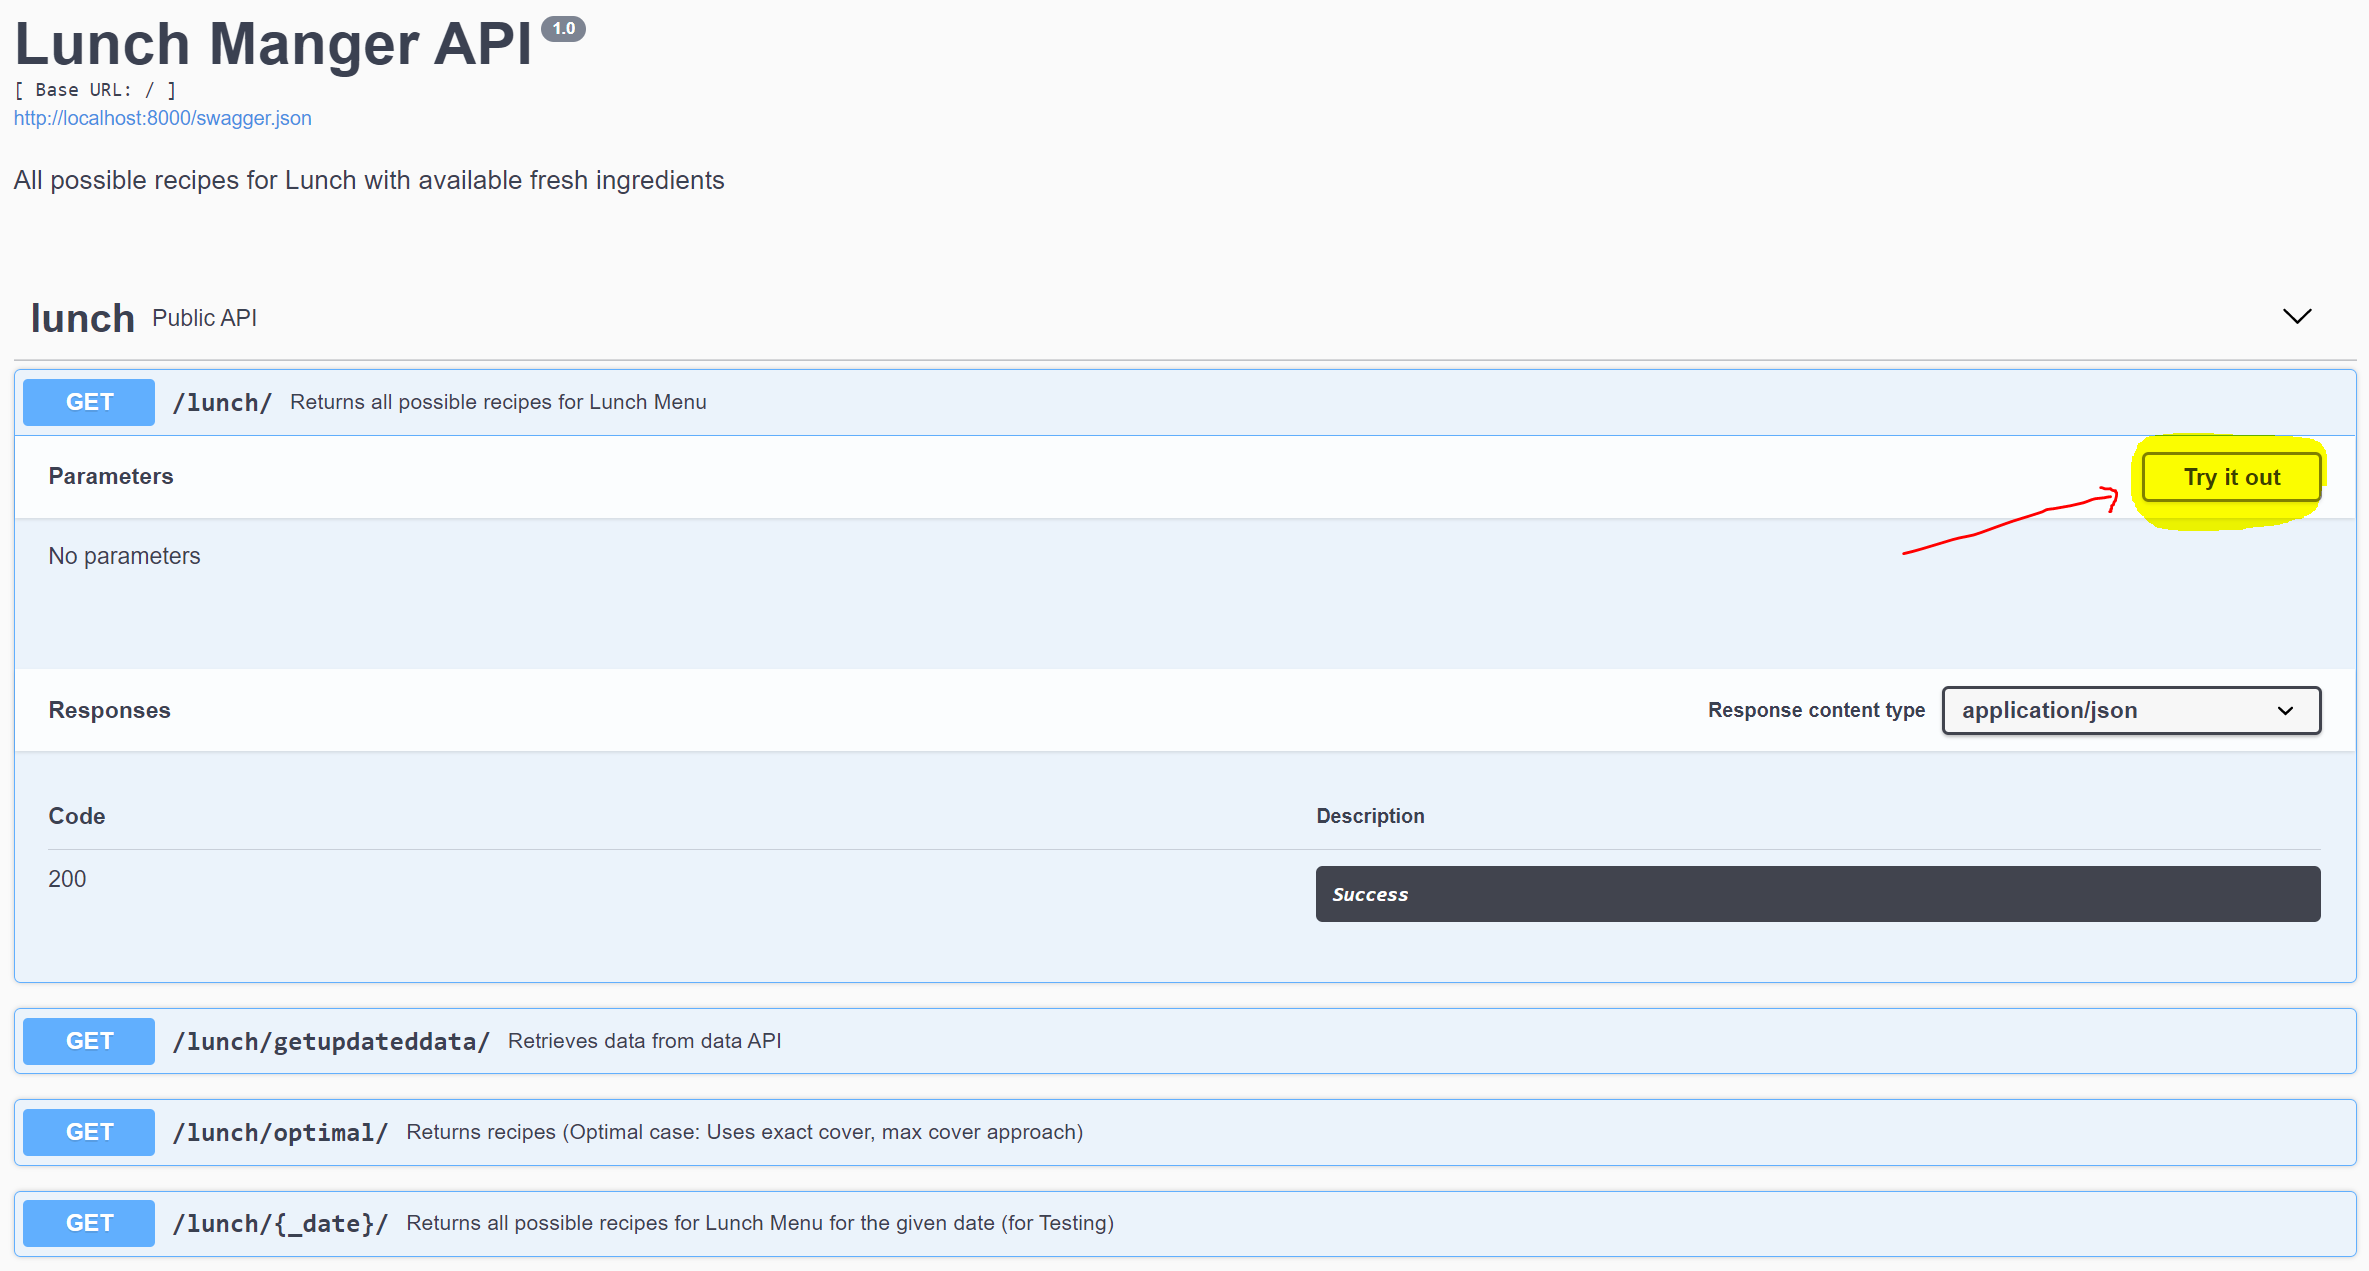 Lunch Manger API 1.0
[ Base URL: / ]
http://localhost:8000/swagger.json
All possible recipes for Lunch with available fresh ingredients
lunch Public API
GET /lunch/ Returns all possible recipes for Lunch Menu
Parameters Try it out
No parameters
Responses Response content type application/json
Code Description
200 Success
GET /lunch/getupdateddata/ Retrieves data from data API
GET /lunch/optimal/ Returns recipes (Optimal case: Uses exact cover, max cover approach)
GET /lunch/{_date}/ Returns all possible recipes for Lunch Menu for the given date (for Testing)